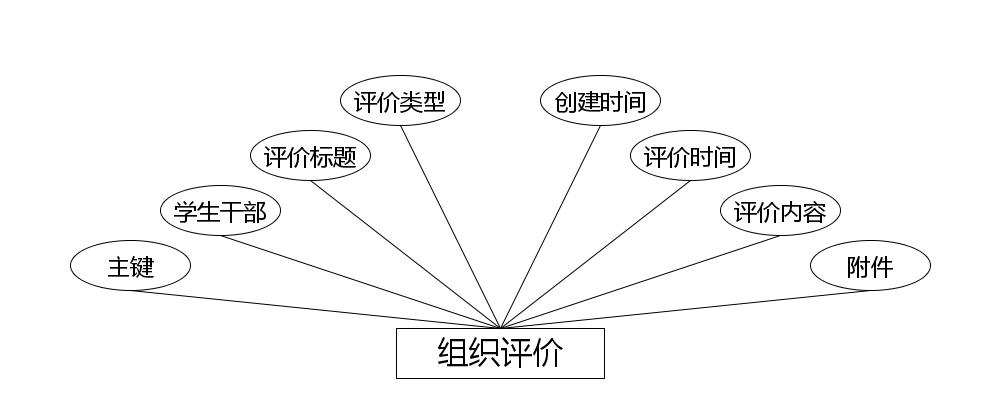 评价类型
创建时间
评价标题
评价时间
学生干部
评价内容
主键
附件
组织评价